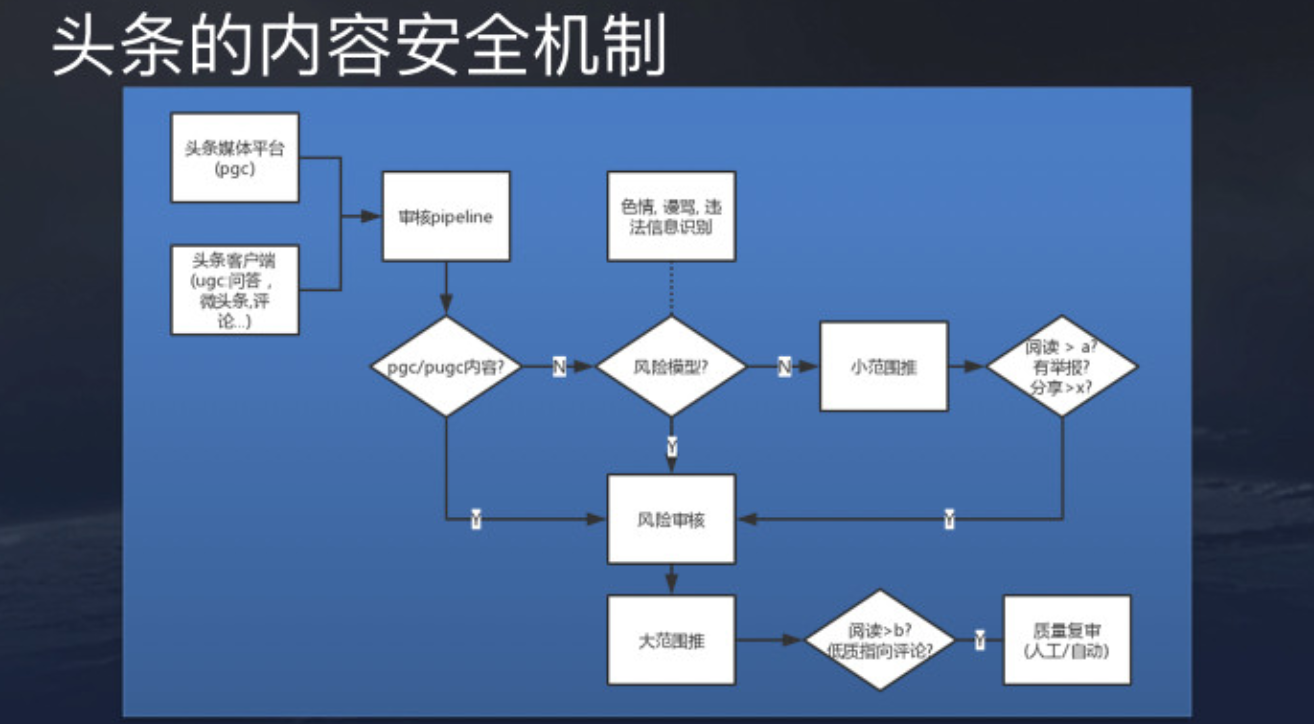 头条的内容安全机制
头条媒体平台
(pgc)
头条客户端
(ugc:问答，
微头条,评
论...)
审核pipeline
色情, 谩骂, 违
法信息识别
pgc/pugc内容?
N
风险模型?
N
小范围推
阅读 > a?
有举报?
分享>x?
Y
Y
风险审核
Y
大范围推
阅读>b?
低质指向评论?
Y
质量复审
(人工/自动)